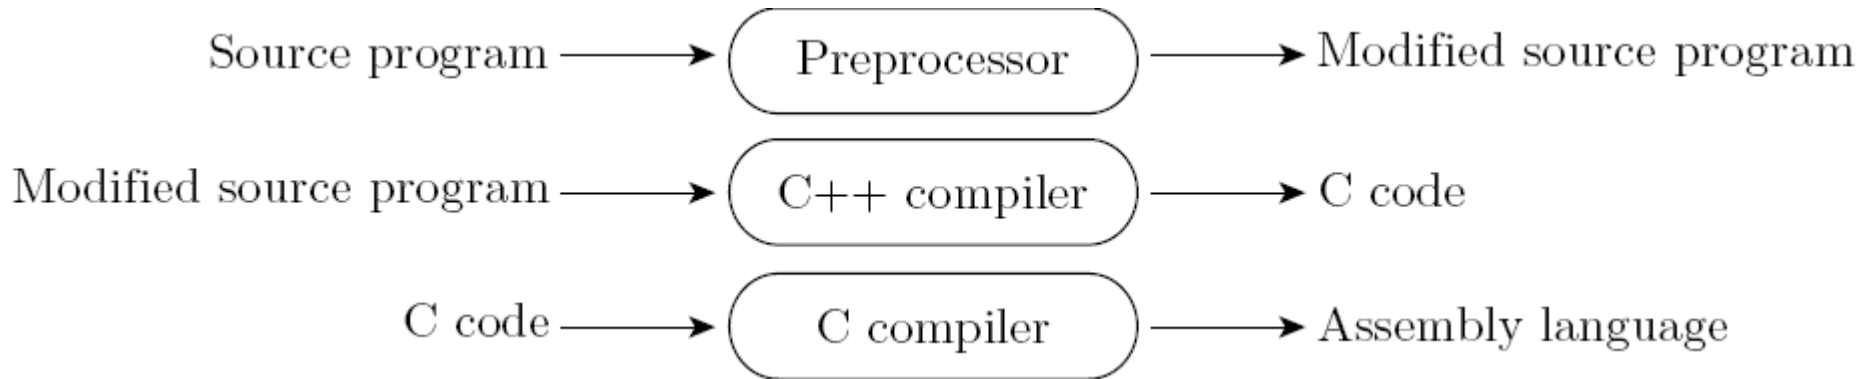 Source program Preprocessor Modified source program
Modified source program C++ compiler C code
C code C compiler Assembly language